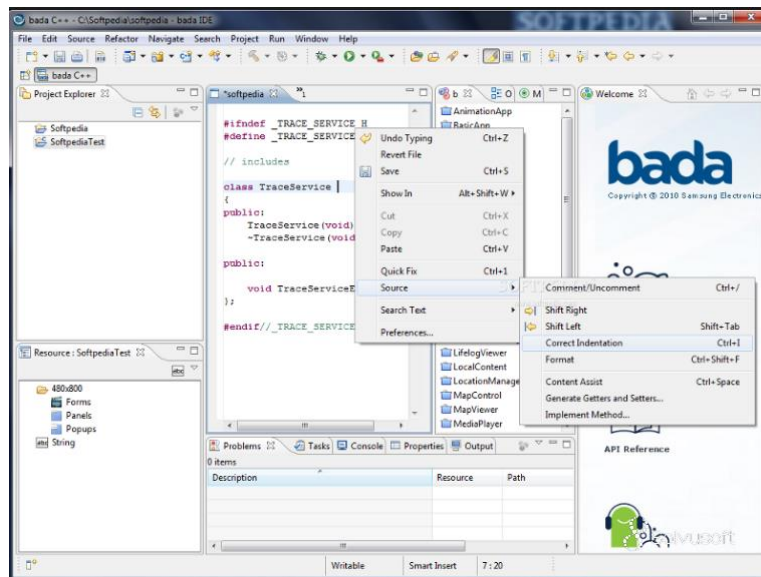 bada C++ - C:\Softpedia\softpedia - bada IDE
SOFTPEDIA
File Edit Source Refactor Navigate Search Project Run Window Help
bada C++
Project Explorer
Softpedia
SoftpediaTest
*softpedia
#ifndef _TRACE_SERVICE_H
#define _TRACE_SERVICE_H
// includes
class TraceService
{
public:
TraceService(void)
~TraceService(void
public:
void TraceServiceE
};
#endif//_TRACE_SERVICE
Undo Typing Ctrl+Z
Revert File
Save Ctrl+S
Show In Alt+Shift+W
Cut Ctrl+X
Copy Ctrl+C
Paste Ctrl+V
Quick Fix Ctrl+1
Source
Search Text
Preferences...
Comment/Uncomment Ctrl+/
Shift Right
Shift Left Shift+Tab
Correct Indentation Ctrl+I
Format Ctrl+Shift+F
Content Assist Ctrl+Space
Generate Getters and Setters...
Implement Method...
b O M
AnimationApp
BasicApp
LifelogViewer
LocalContent
LocationManage
MapControl
MapViewer
MediaPlayer
Welcome
bada
Copyright © 2010 Samsung Electronics
API Reference
Resource : SoftpediaTest
480x800
Forms
Panels
Popups
String
Problems Tasks Console Properties Output
0 items
Description Resource Path
Writable Smart Insert 7 : 20
solvusoft